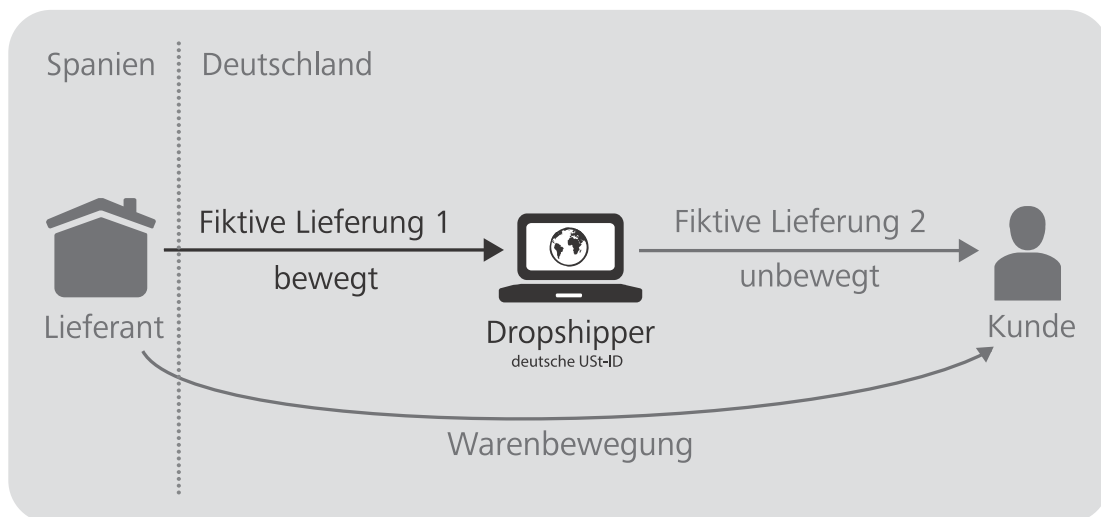 Spanien
Deutschland
Fiktive Lieferung 1
bewegt
Fiktive Lieferung 2
unbewegt
Lieferant
Dropshipper
deutsche USt-ID
Kunde
Warenbewegung